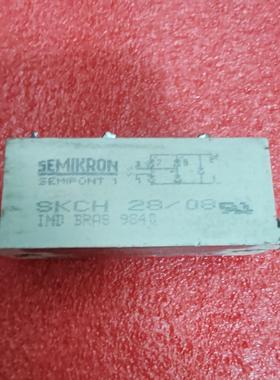 SEMIKRON
SEMIPONT 1
SKCH 28/08
IND BRAS 9840